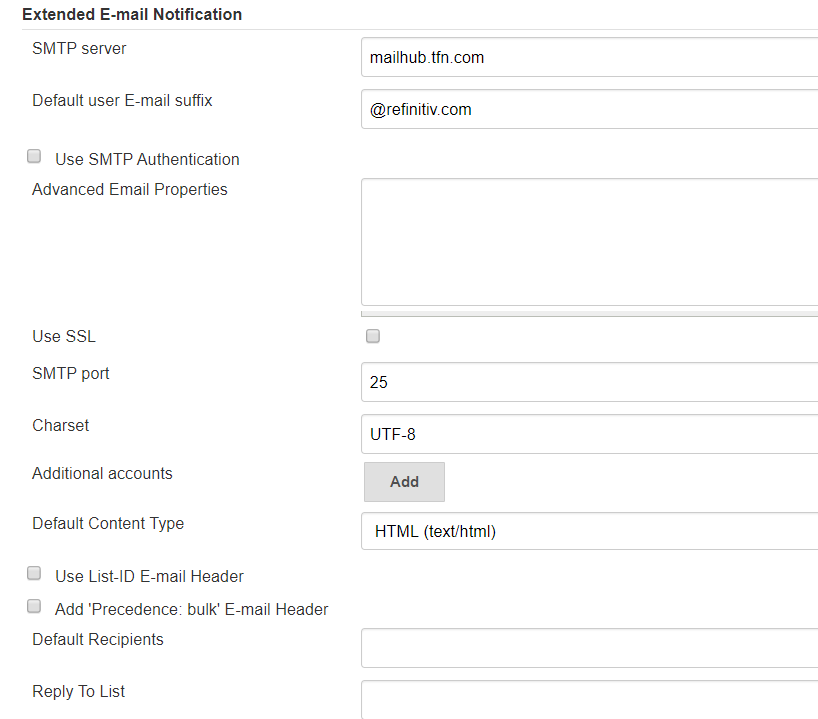 Extended E-mail Notification
SMTP server
mailhub.tfn.com
Default user E-mail suffix
@refinitiv.com
Use SMTP Authentication
Advanced Email Properties
Use SSL
SMTP port
25
Charset
UTF-8
Additional accounts
Add
Default Content Type
HTML (text/html)
Use List-ID E-mail Header
Add 'Precedence: bulk' E-mail Header
Default Recipients
Reply To List